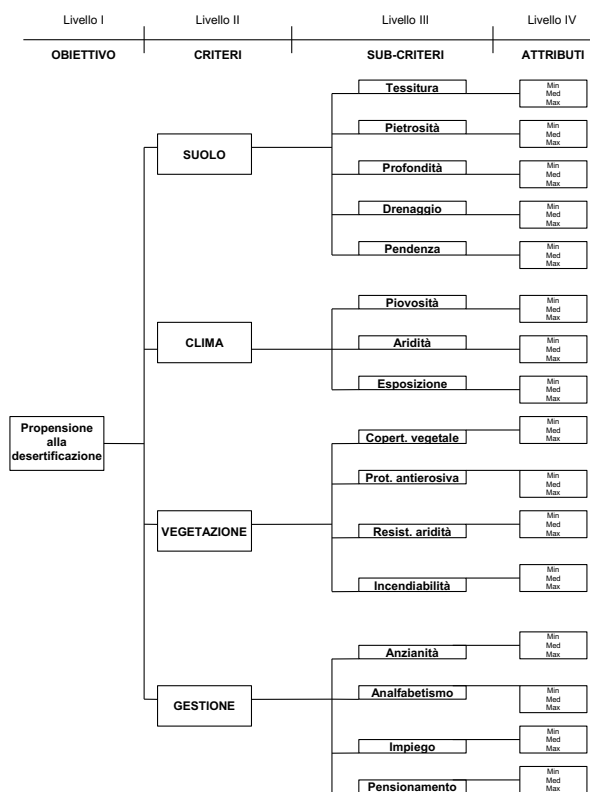 Livello I
Livello II
Livello III
Livello IV
OBIETTIVO
CRITERI
SUB-CRITERI
ATTRIBUTI
Tessitura
Min
Med
Max
Pietrosità
Min
Med
Max
SUOLO
Profondità
Min
Med
Max
Drenaggio
Min
Med
Max
Pendenza
Min
Med
Max
Piovosità
Min
Med
Max
CLIMA
Aridità
Min
Med
Max
Esposizione
Min
Med
Max
Propensione
alla
desertificazione
Copert. vegetale
Min
Med
Max
Prot. antierosiva
Min
Med
Max
VEGETAZIONE
Resist. aridità
Min
Med
Max
Incendiabilità
Min
Med
Max
Anzianità
Min
Med
Max
GESTIONE
Analfabetismo
Min
Med
Max
Impiego
Min
Med
Max
Pensionamento
Min
Med
Max